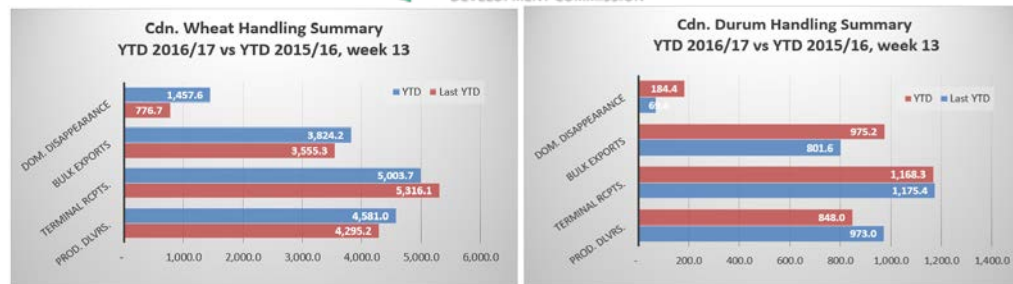 DEVELOPMENT COMMISSION
Cdn. Wheat Handling Summary
YTD 2016/17 vs YTD 2015/16, week 13
YTD Last YTD
DOM. DISAPPEARANCE
1,457.6
776.7
BULK EXPORTS
3,824.2
3,555.3
TERMINAL RCPTS.
5,003.7
5,316.1
PROD. DLVRS.
4,581.0
4,295.2
- 1,000.0 2,000.0 3,000.0 4,000.0 5,000.0 6,000.0
Cdn. Durum Handling Summary
YTD 2016/17 vs YTD 2015/16, week 13
YTD Last YTD
DOM. DISAPPEARANCE
184.4
BULK EXPORTS
975.2
801.6
TERMINAL RCPTS.
1,168.3
1,175.4
PROD. DLVRS.
848.0
973.0
- 200.0 400.0 600.0 800.0 1,000.0 1,200.0 1,400.0